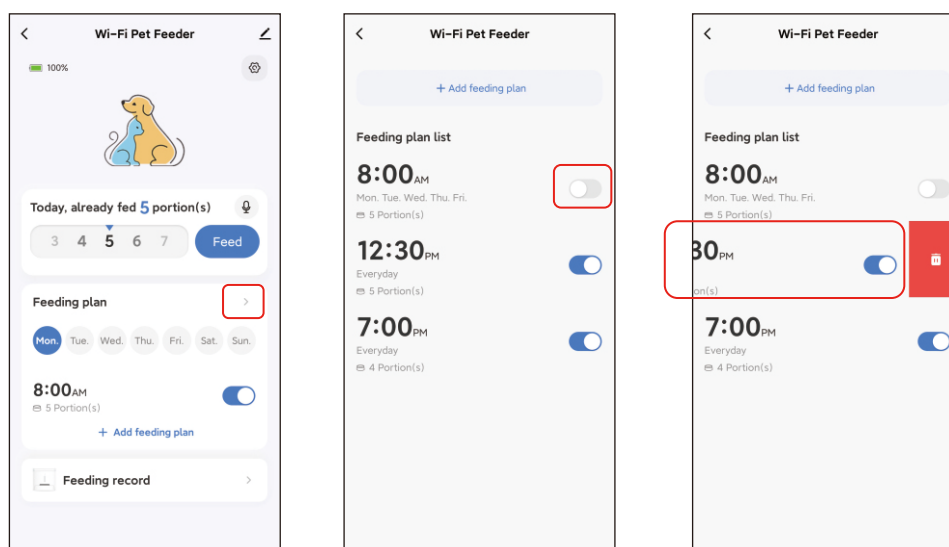 Wi-Fi Pet Feeder
100%
Today, already fed 5 portion(s)
3 4 5 6 7 Feed
Feeding plan
Mon. Tue. Wed. Thu. Fri. Sat. Sun.
8:00AM
5 Portion(s)
+ Add feeding plan
Feeding record
Wi-Fi Pet Feeder
+ Add feeding plan
Feeding plan list
8:00AM
Mon. Tue. Wed. Thu. Fri.
5 Portion(s)
12:30PM
Everyday
5 Portion(s)
7:00PM
Everyday
4 Portion(s)
Wi-Fi Pet Feeder
+ Add feeding plan
Feeding plan list
8:00AM
Mon. Tue. Wed. Thu. Fri.
5 Portion(s)
30PM
on(s)
7:00PM
Everyday
4 Portion(s)